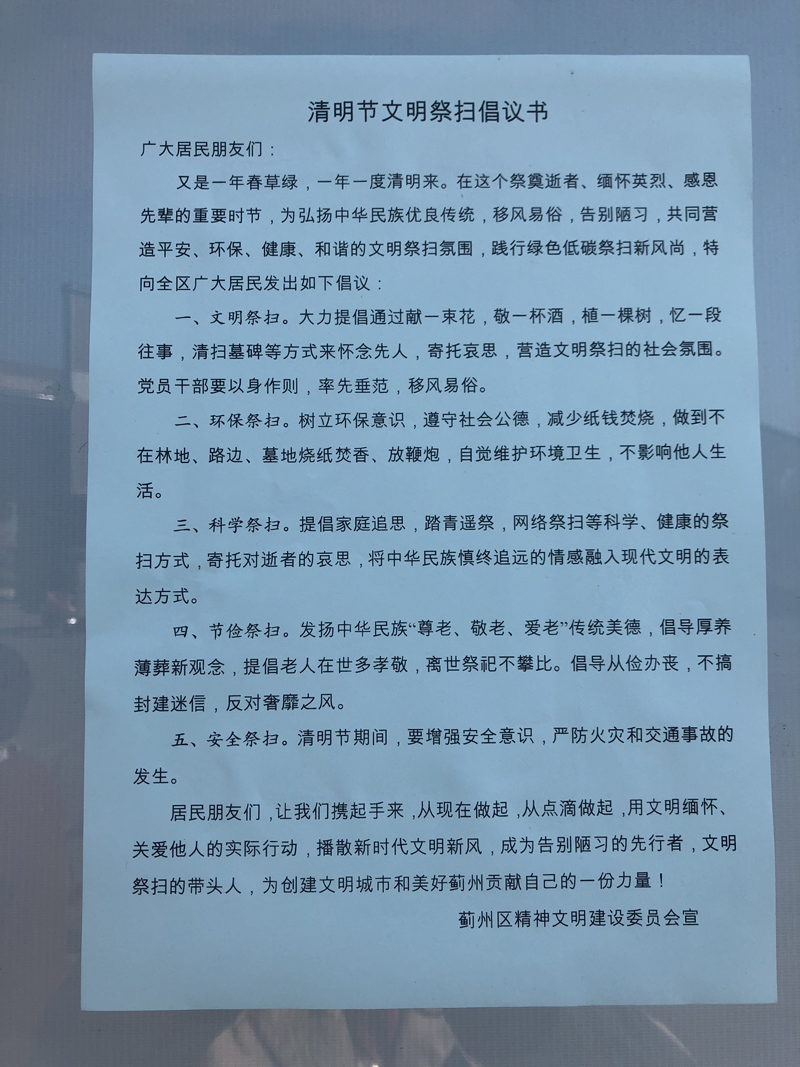 清明节文明祭扫倡议书
广大居民朋友们：
又是一年春草绿，一年一度清明来。在这个祭奠逝者、缅怀英烈、感恩
先辈的重要时节，为弘扬中华民族优良传统，移风易俗，告别陋习，共同营
造平安、环保、健康、和谐的文明祭扫氛围，践行绿色低碳祭扫新风尚，特
向全区广大居民发出如下倡议：
一、文明祭扫。大力提倡通过献一束花，敬一杯酒，植一棵树，忆一段
往事，清扫墓碑等方式来怀念先人，寄托哀思，营造文明祭扫的社会氛围。
党员干部要以身作则，率先垂范，移风易俗。
二、环保祭扫。树立环保意识，遵守社会公德，减少纸钱焚烧，做到不
在林地、路边、墓地烧纸焚香、放鞭炮，自觉维护环境卫生，不影响他人生
活。
三、科学祭扫。提倡家庭追思，踏青遥祭，网络祭扫等科学、健康的祭
扫方式，寄托对逝者的哀思，将中华民族慎终追远的情感融入现代文明的表
达方式。
四、节俭祭扫。发扬中华民族“尊老、敬老、爱老”传统美德，倡导厚养
薄葬新观念，提倡老人在世多孝敬，离世祭祀不攀比。倡导从俭办丧，不搞
封建迷信，反对奢靡之风。
五、安全祭扫。清明节期间，要增强安全意识，严防火灾和交通事故的
发生。
居民朋友们，让我们携起手来，从现在做起，从点滴做起，用文明缅怀、
关爱他人的实际行动，播散新时代文明新风，成为告别陋习的先行者，文明
祭扫的带头人，为创建文明城市和美好蓟州贡献自己的一份力量！
蓟州区精神文明建设委员会宣